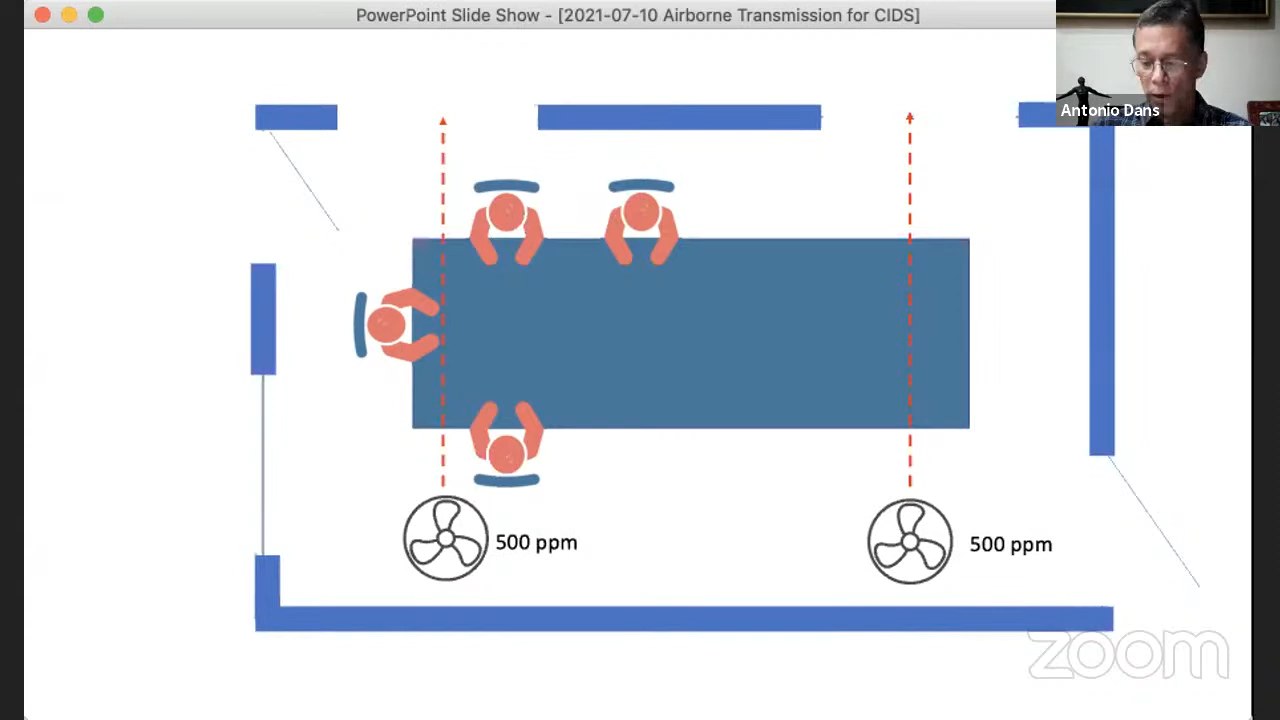 PowerPoint Slide Show - [2021-07-10 Airborne Transmission for CIDS]
Antonio Dans
500 ppm
500 ppm
zoom